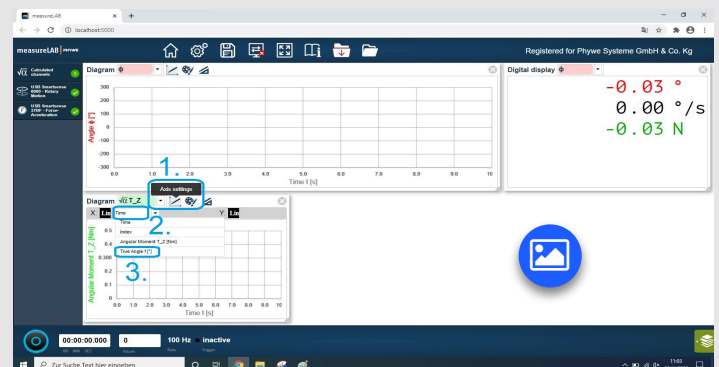 measureLAB
localhost:5000
measureLAB PHYWE
Registered for Phywe Systeme GmbH & Co. Kg
√α Calculated channels
USB Smartsense
- Rotary
Motion
USB Smartsense
- Force-
Acceleration
Diagram ϕ
Digital display ϕ
Angle ϕ [°]
300
200
100
0
-100
-200
-300
0.0 1.0 2.0 3.0 4.0 5.0 6.0 7.0 8.0 9.0 10
Time t [s]
-0.03 °
0.00 °/s
-0.03 N
1.
Axis settings
Diagram √α T_Z
X Lin Time Y Lin
2.
Time
Index
Angular Moment T_Z [Nm]
True Angle f [°]
3.
Angular Moment T_Z [Nm]
0.5
0.4
0.300
0.2
0.1
0
0.0 1.0 2.0 3.0 4.0 5.0 6.0 7.0 8.0 9.0 10
Time t [s]
00:00:00.000
0
Values
100 Hz
Rate
inactive
Trigger
Zur Suche Text hier eingeben
11:03